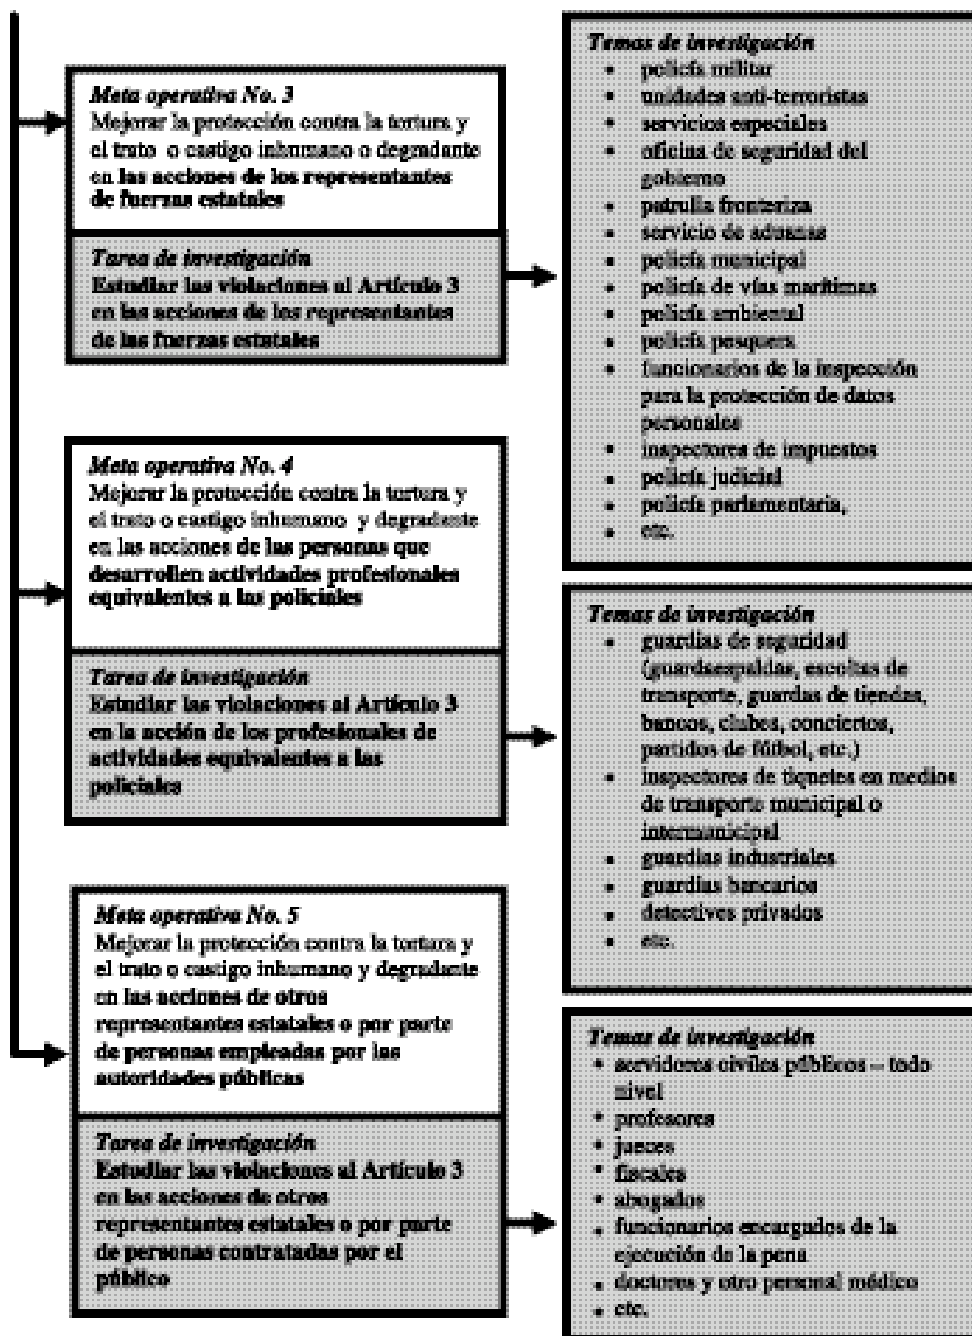 Meta operativa No. 3
Mejorar la protección contra la tortura y
el trato o castigo inhumano o degradante
en las acciones de los representantes
de fuerzas estatales
Tarea de investigación
Estudiar las violaciones al Artículo 3
en las acciones de los representantes
de las fuerzas estatales
Temas de investigación
• policía militar
• unidades anti-terroristas
• servicios especiales
• oficina de seguridad del
gobierno
• patrulla fronteriza
• servicio de aduanas
• policía municipal
• policía de vías marítimas
• policía ambiental
• policía pesquera
• funcionarios de la inspección
para la protección de datos
personales
• inspectores de impuestos
• policía judicial
• policía parlamentaria,
• etc.
Meta operativa No. 4
Mejorar la protección contra la tortura y
el trato o castigo inhumano y degradante
en las acciones de las personas que
desarrollen actividades profesionales
equivalentes a las policiales
Tarea de investigación
Estudiar las violaciones al Artículo 3
en la acción de los profesionales de
actividades equivalentes a las
policiales
Temas de investigación
• guardias de seguridad
(guardaespaldas, escoltas de
transporte, guardas de tiendas,
bancos, clubes, conciertos,
partidos de fútbol, etc.)
• inspectores de tiquetes en medios
de transporte municipal o
intermunicipal
• guardias industriales
• guardias bancarios
• detectives privados
• etc.
Meta operativa No. 5
Mejorar la protección contra la tortura y
el trato o castigo inhumano y degradante
en las acciones de otros
representantes estatales o por parte
de personas empleadas por las
autoridades públicas
Tarea de investigación
Estudiar las violaciones al Artículo 3
en las acciones de otros
representantes estatales o por parte
de personas contratadas por el
público
Temas de investigación
• servidores civiles públicos – todo
nivel
• profesores
• jueces
• fiscales
• abogados
• funcionarios encargados de la
ejecución de la pena
• doctores y otro personal médico
• etc.